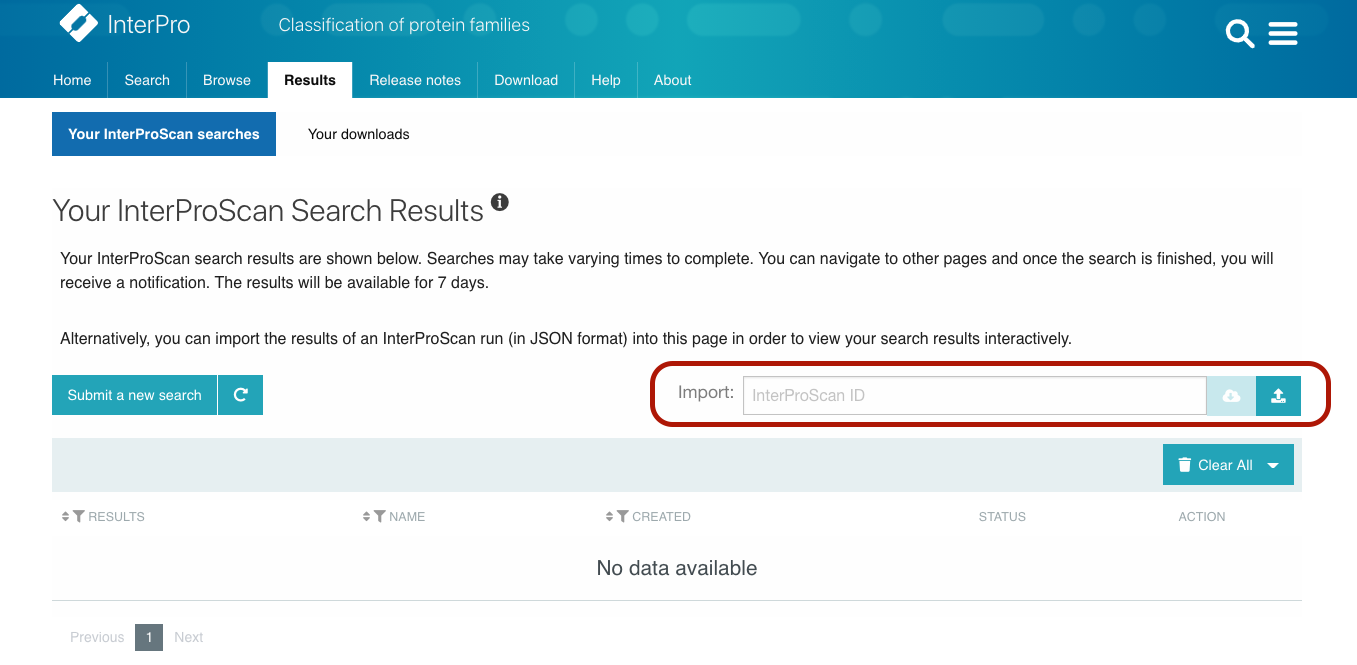 InterPro
Classification of protein families
Home Search Browse Results Release notes Download Help About
Your InterProScan searches Your downloads
Your InterProScan Search Results
Your InterProScan search results are shown below. Searches may take varying times to complete. You can navigate to other pages and once the search is finished, you will
receive a notification. The results will be available for 7 days.
Alternatively, you can import the results of an InterProScan run (in JSON format) into this page in order to view your search results interactively.
Submit a new search Import: InterProScan ID
Clear All
RESULTS NAME CREATED STATUS ACTION
No data available
Previous 1 Next